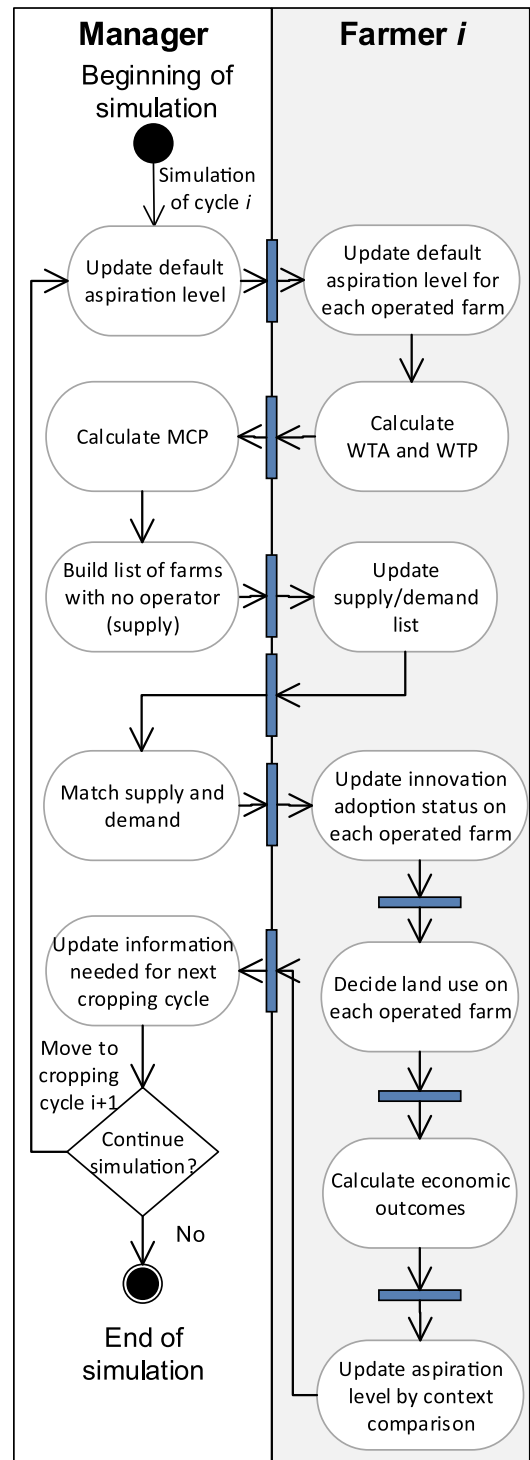 Manager
Farmer i
Beginning of
simulation
Simulation
of cycle i
Update default
aspiration level
Update default
aspiration level for
each operated farm
Calculate MCP
Calculate
WTA and WTP
Build list of farms
with no operator
(supply)
Update
supply/demand
list
Match supply and
demand
Update innovation
adoption status on
each operated farm
Update information
needed for next
cropping cycle
Decide land use on
each operated farm
Move to
cropping
cycle i+1
Continue
simulation?
Calculate economic
outcomes
No
End of
simulation
Update aspiration
level by context
comparison